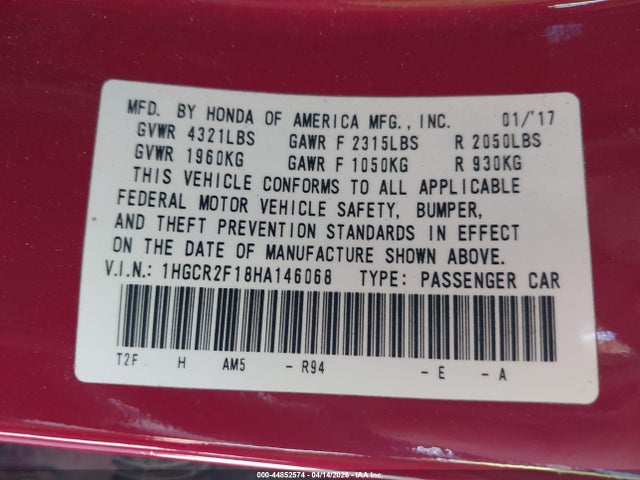 MFD. BY HONDA OF AMERICA MFG., INC. 01/'17
GVWR 4321LBS GAWR F 2315LBS R 2050LBS
GVWR 1960KG GAWR F 1050KG R 930KG
THIS VEHICLE CONFORMS TO ALL APPLICABLE
FEDERAL MOTOR VEHICLE SAFETY, BUMPER,
AND THEFT PREVENTION STANDARDS IN EFFECT
ON THE DATE OF MANUFACTURE SHOWN ABOVE.
V.I.N.: 1HGCR2F18HA146068 TYPE: PASSENGER CAR
T2F H AM5 - R94 - E - A
000-44852574 - 04/14/2026 - IAA Inc.